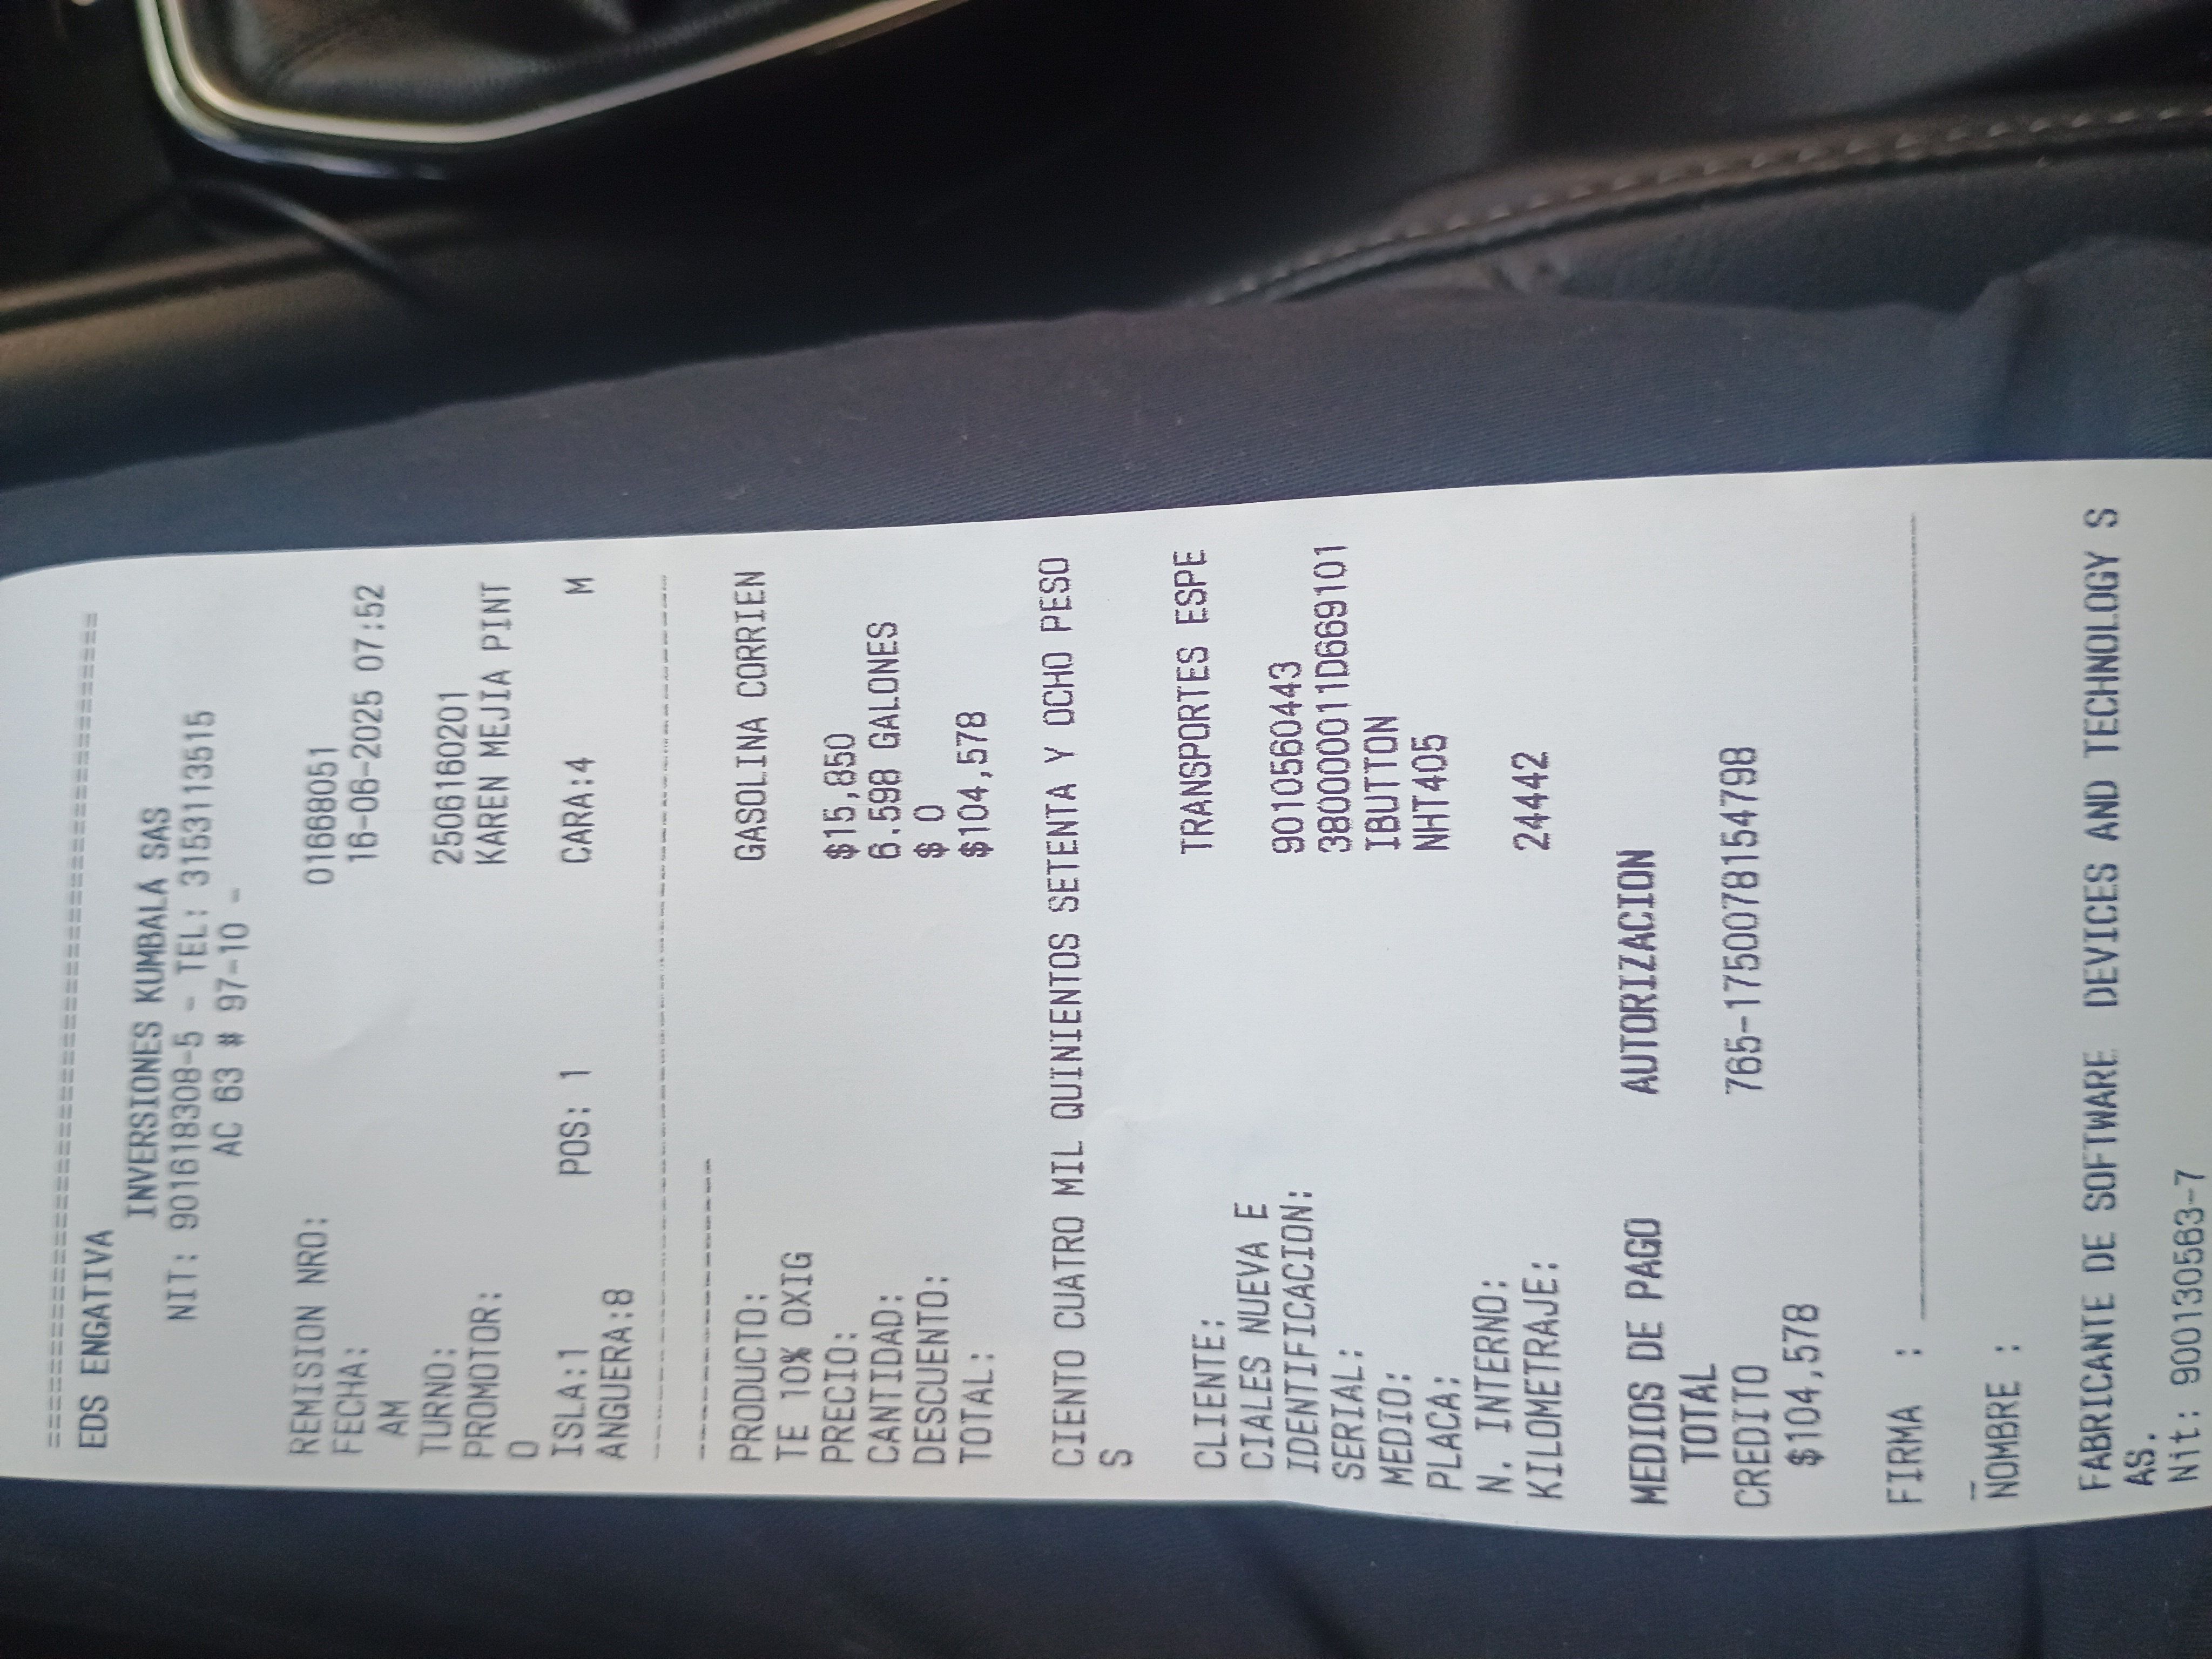 ======================================================
EDS ENGATIVA
INVERSIONES KUMBALA SAS
NIT: 901618308-5 - TEL: 3153113515
AC 63 # 97-10 -
REMISION NRO: 01668051
FECHA: 16-06-2025 07:52
AM
TURNO: 2506160201
PROMOTOR: KAREN MEJIA PINT
O
ISLA:1 POS: 1 CARA:4 M
ANGUERA:8
PRODUCTO: GASOLINA CORRIEN
TE 10% OXIG
PRECIO: $15,850
CANTIDAD: 6.598 GALONES
DESCUENTO: $ 0
TOTAL: $104,578
CIENTO CUATRO MIL QUINIENTOS SETENTA Y OCHO PESO
S
CLIENTE: TRANSPORTES ESPE
CIALES NUEVA E
IDENTIFICACION: 9010560443
SERIAL: 380000011D669101
MEDIO: IBUTTON
PLACA: NHT405
N. INTERNO:
KILOMETRAJE: 24442
MEDIOS DE PAGO AUTORIZACION
TOTAL
CREDITO 765-1750078154798
$104,578
FIRMA :
NOMBRE :
FABRICANTE DE SOFTWARE DEVICES AND TECHNOLOGY S
AS.
Nit: 900130563-7